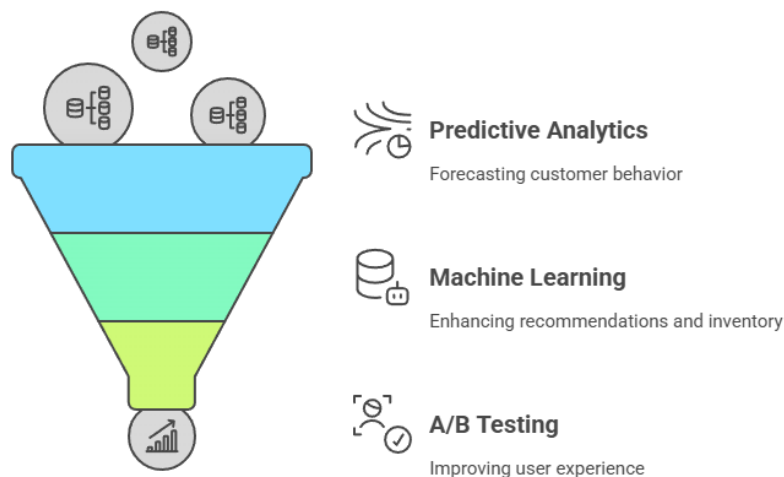 Predictive Analytics
Forecasting customer behavior
Machine Learning
Enhancing recommendations and inventory
A/B Testing
Improving user experience